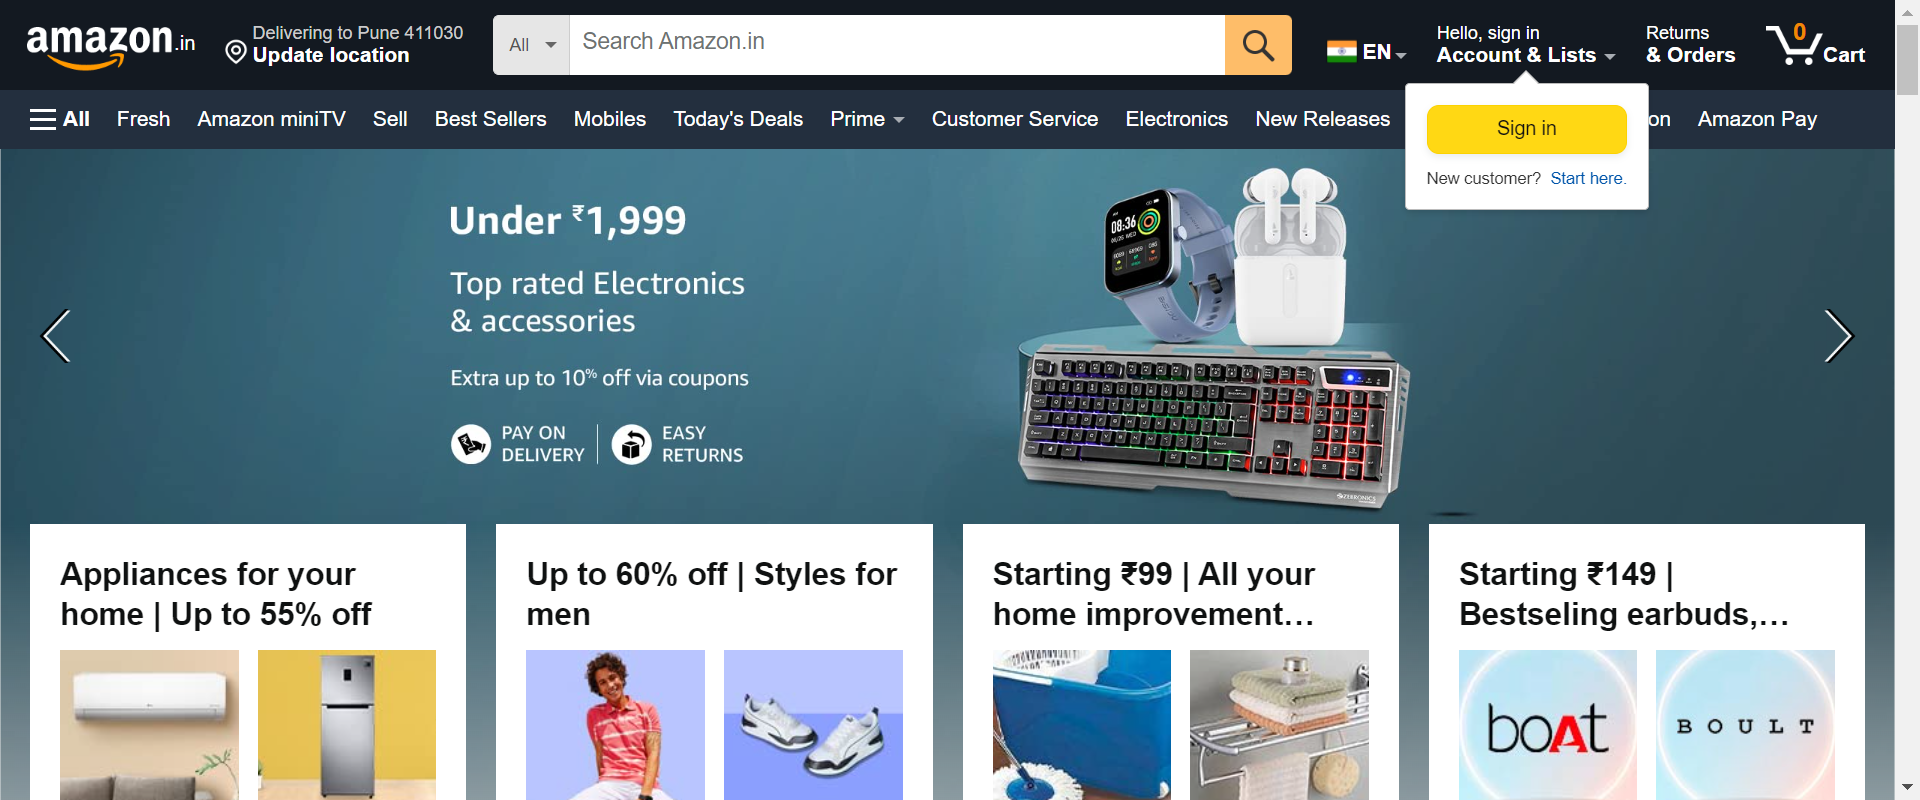 amazon.in
Delivering to Pune 411030
Update location
All
Search Amazon.in
EN
Hello, sign in
Account & Lists
Returns
& Orders
0
Cart
All
Fresh
Amazon miniTV
Sell
Best Sellers
Mobiles
Today's Deals
Prime
Customer Service
Electronics
New Releases
on
Amazon Pay
Sign in
New customer? Start here.
Under ₹1,999
Top rated Electronics
& accessories
Extra up to 10% off via coupons
PAY ON
DELIVERY
EASY
RETURNS
08:36
ZEBRONICS
Appliances for your
home | Up to 55% off
Up to 60% off | Styles for
men
Starting ₹99 | All your
home improvement…
Starting ₹149 |
Bestseling earbuds,…
boAt
BOULT